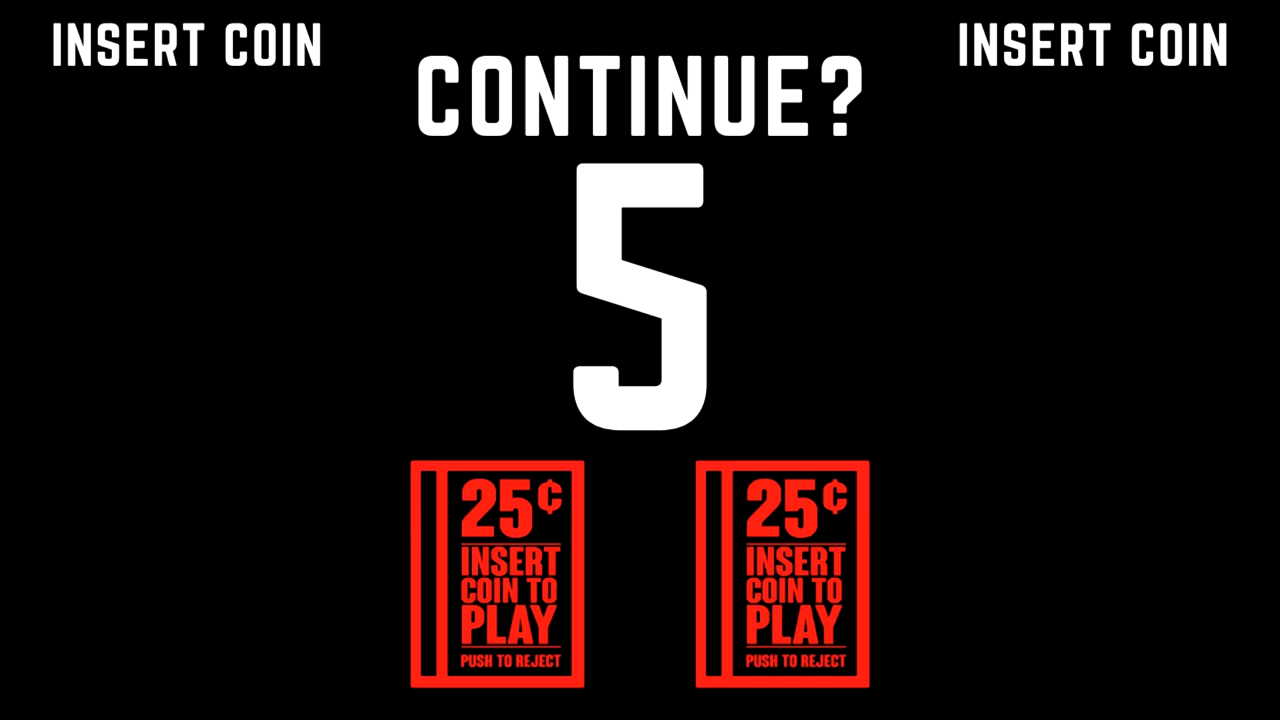 INSERT COIN
INSERT COIN
CONTINUE?
5
25¢
INSERT
COIN TO
PLAY
PUSH TO REJECT
25¢
INSERT
COIN TO
PLAY
PUSH TO REJECT